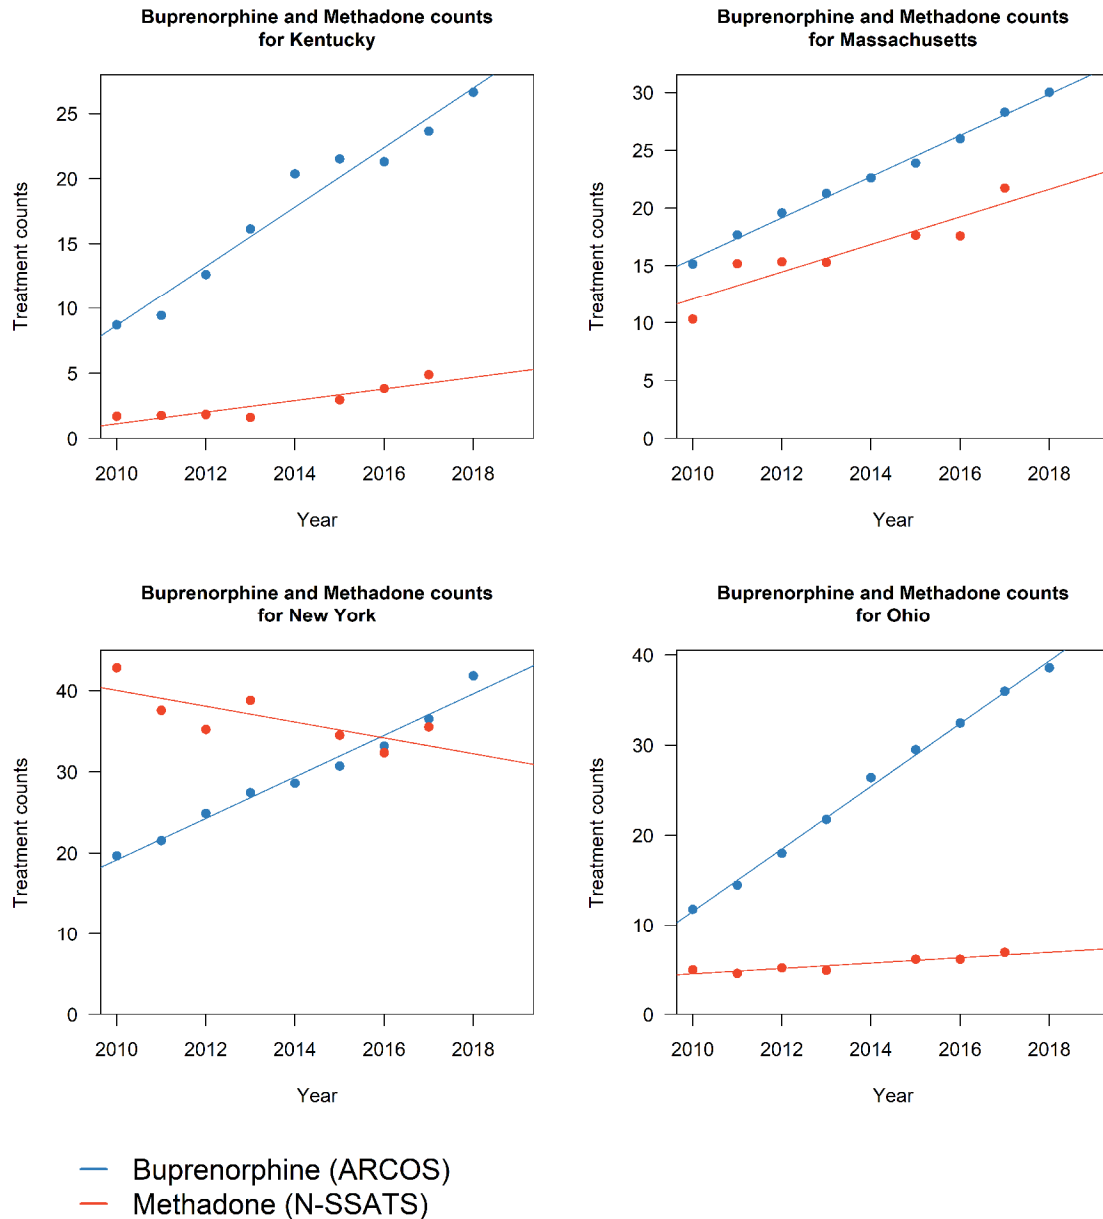 Buprenorphine and Methadone counts
for Kentucky
Treatment counts
25
20
15
10
5
0
2010 2012 2014 2016 2018
Year
Buprenorphine and Methadone counts
for Massachusetts
Treatment counts
30
25
20
15
10
5
0
2010 2012 2014 2016 2018
Year
Buprenorphine and Methadone counts
for New York
Treatment counts
40
30
20
10
0
2010 2012 2014 2016 2018
Year
Buprenorphine and Methadone counts
for Ohio
Treatment counts
40
30
20
10
0
2010 2012 2014 2016 2018
Year
Buprenorphine (ARCOS)
Methadone (N-SSATS)